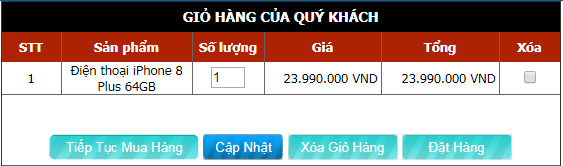 GIỎ HÀNG CỦA QUÝ KHÁCH
STT Sản phẩm Số lượng Giá Tổng Xóa
1 Điện thoại iPhone 8 Plus 64GB 1 23.990.000 VND 23.990.000 VND
Tiếp Tục Mua Hàng Cập Nhật Xóa Giỏ Hàng Đặt Hàng